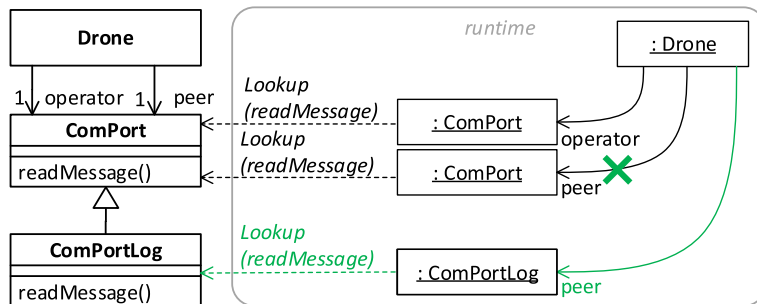 Drone
runtime
: Drone
1 operator 1 peer
Lookup
(readMessage)
: ComPort
operator
ComPort
Lookup
(readMessage)
: ComPort
peer
readMessage()
ComPortLog
Lookup
(readMessage)
: ComPortLog
peer
readMessage()